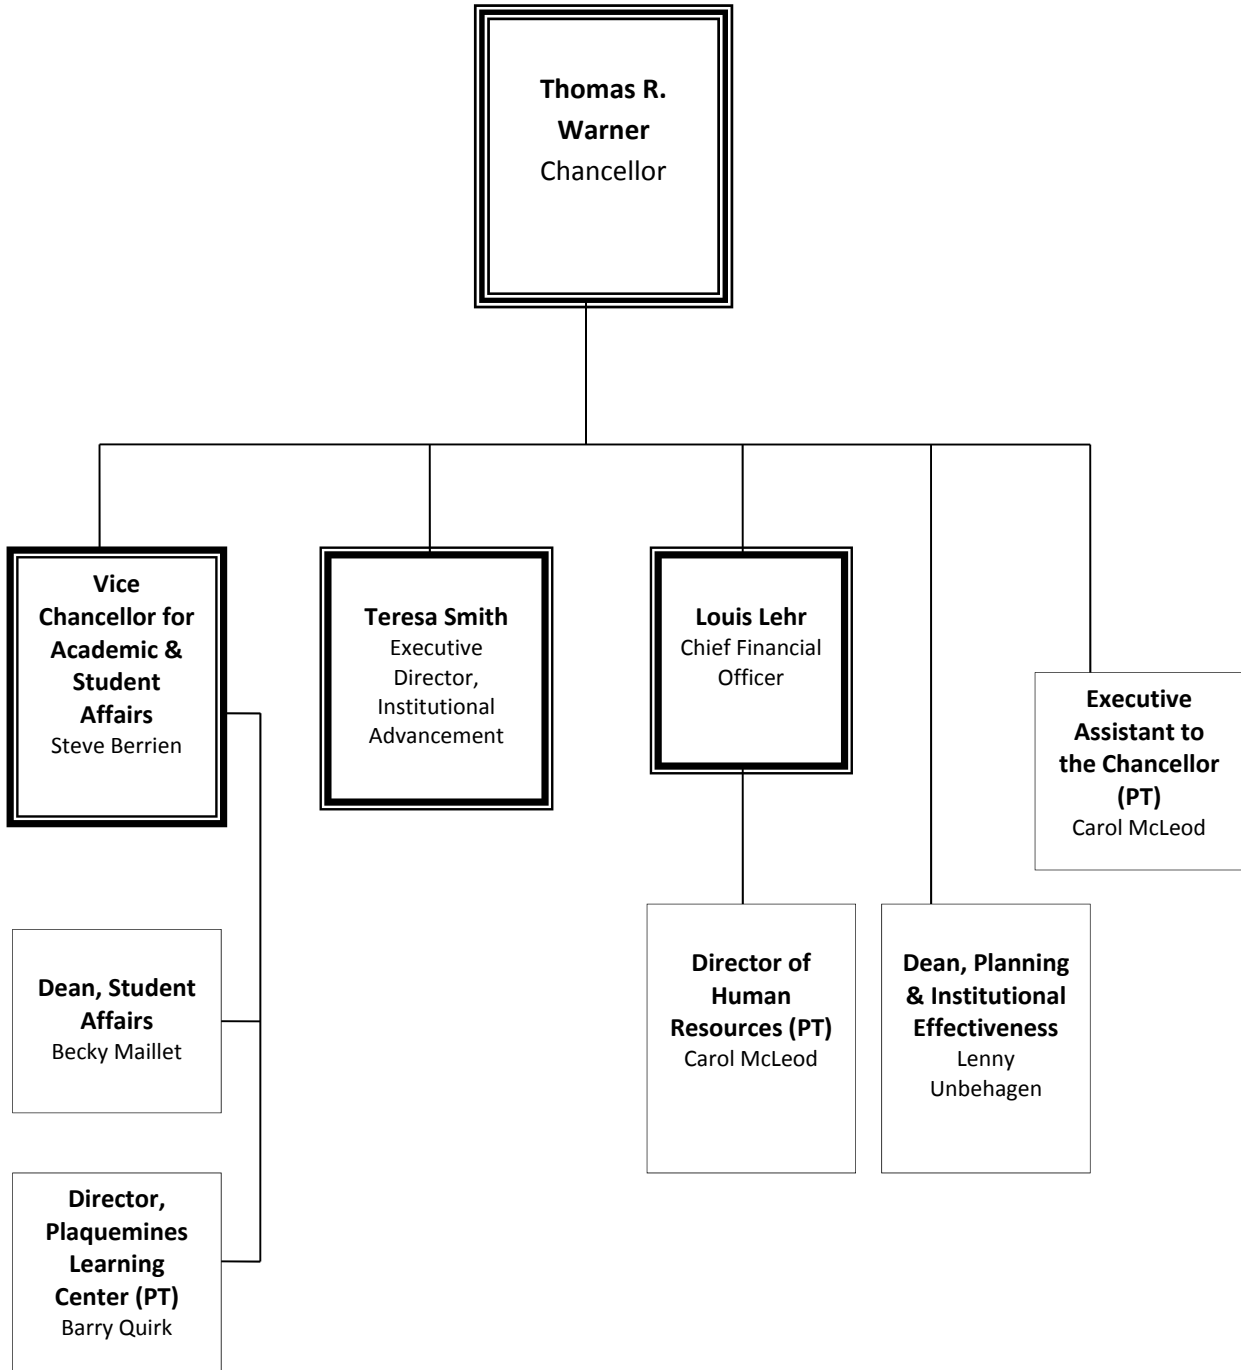 Thomas R.
Warner
Chancellor
Vice
Chancellor for
Academic &
Student
Affairs
Steve Berrien
Teresa Smith
Executive
Director,
Institutional
Advancement
Louis Lehr
Chief Financial
Officer
Executive
Assistant to
the Chancellor
(PT)
Carol McLeod
Dean, Student
Affairs
Becky Maillet
Director of
Human
Resources (PT)
Carol McLeod
Dean, Planning
& Institutional
Effectiveness
Lenny
Unbehagen
Director,
Plaquemines
Learning
Center (PT)
Barry Quirk